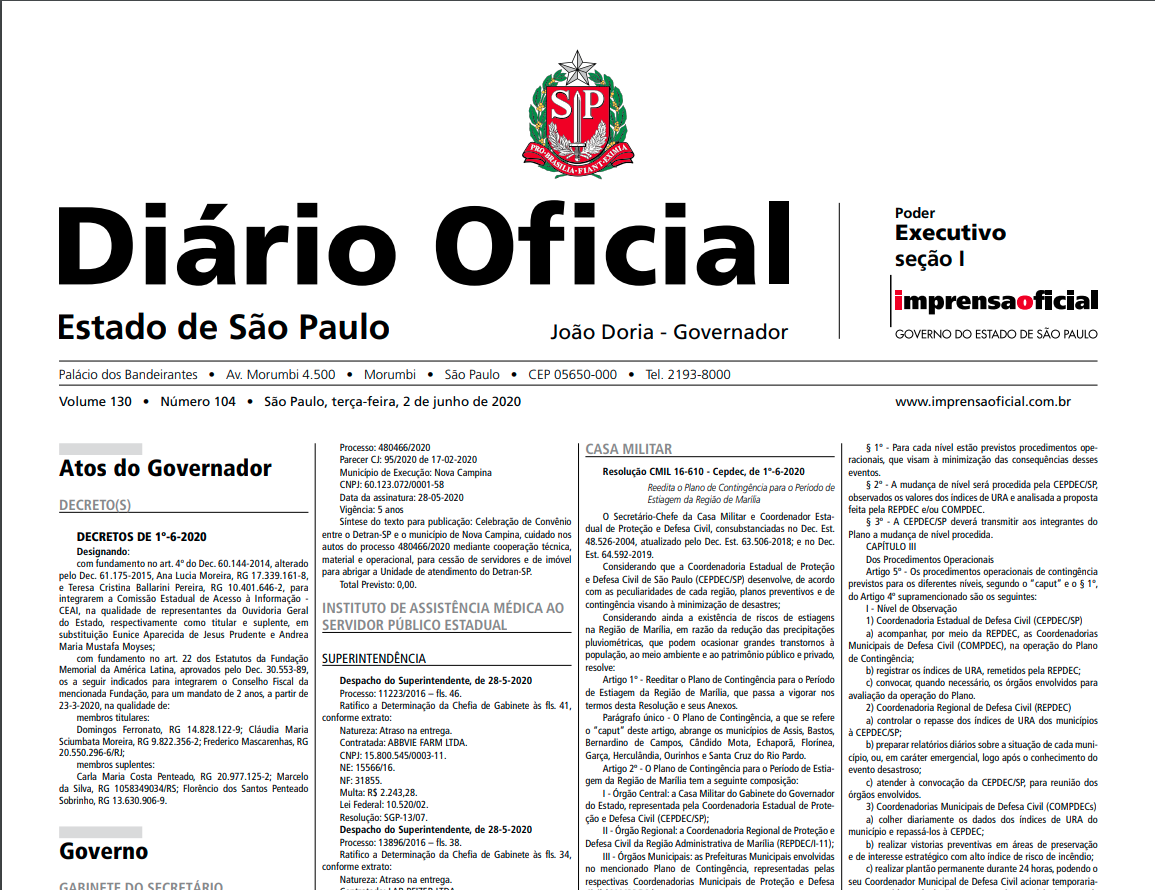 SP
PRO·BRASILIA·FIANT·EXIMIA
Diário Oficial
Estado de São Paulo
João Doria - Governador
Poder
Executivo
seção I
imprensaoficial
GOVERNO DO ESTADO DE SÃO PAULO
Palácio dos Bandeirantes • Av. Morumbi 4.500 • Morumbi • São Paulo • CEP 05650-000 • Tel. 2193-8000
Volume 130 • Número 104 • São Paulo, terça-feira, 2 de junho de 2020
www.imprensaoficial.com.br
Atos do Governador
DECRETO(S)
DECRETOS DE 1º-6-2020
Designando:
com fundamento no art. 4º do Dec. 60.144-2014, alterado
pelo Dec. 61.175-2015, Ana Lucia Moreira, RG 17.339.161-8,
e Teresa Cristina Ballarini Pereira, RG 10.401.646-2, para
integrarem a Comissão Estadual de Acesso à Informação -
CEAI, na qualidade de representantes da Ouvidoria Geral
do Estado, respectivamente como titular e suplente, em
substituição Eunice Aparecida de Jesus Prudente e Andrea
Maria Mustafa Moyses;
com fundamento no art. 22 dos Estatutos da Fundação
Memorial da América Latina, aprovados pelo Dec. 30.553-89,
os a seguir indicados para integrarem o Conselho Fiscal da
mencionada Fundação, para um mandato de 2 anos, a partir de
23-3-2020, na qualidade de:
membros titulares:
Domingos Ferronato, RG 14.828.122-9; Cláudia Maria
Sciumbata Moreira, RG 9.822.356-2; Frederico Mascarenhas, RG
20.550.296-6/RJ;
membros suplentes:
Carla Maria Costa Penteado, RG 20.977.125-2; Marcelo
da Silva, RG 1058349034/RS; Florêncio dos Santos Penteado
Sobrinho, RG 13.630.906-9.
Governo
GABINETE DO SECRETÁRIO
Processo: 480466/2020
Parecer CJ: 95/2020 de 17-02-2020
Município de Execução: Nova Campina
CNPJ: 60.123.072/0001-58
Data da assinatura: 28-05-2020
Vigência: 5 anos
Síntese do texto para publicação: Celebração de Convênio
entre o Detran-SP e o município de Nova Campina, cuidado nos
autos do processo 480466/2020 mediante cooperação técnica,
material e operacional, para cessão de servidores e de imóvel
para abrigar a Unidade de atendimento do Detran-SP.
Total Previsto: 0,00.
INSTITUTO DE ASSISTÊNCIA MÉDICA AO
SERVIDOR PÚBLICO ESTADUAL
SUPERINTENDÊNCIA
Despacho do Superintendente, de 28-5-2020
Processo: 11223/2016 – fls. 46.
Ratifico a Determinação da Chefia de Gabinete às fls. 41,
conforme extrato:
Natureza: Atraso na entrega.
Contratada: ABBVIE FARM LTDA.
CNPJ: 15.800.545/0003-11.
NE: 15566/16.
NF: 31855.
Multa: R$ 2.243,28.
Lei Federal: 10.520/02.
Resolução: SGP-13/07.
Despacho do Superintendente, de 28-5-2020
Processo: 13896/2016 – fls. 38.
Ratifico a Determinação da Chefia de Gabinete às fls. 34,
conforme extrato:
Natureza: Atraso na entrega.
CASA MILITAR
Resolução CMIL 16-610 - Cepdec, de 1º-6-2020
Reedita o Plano de Contingência para o Período de
Estiagem da Região de Marília
O Secretário-Chefe da Casa Militar e Coordenador Esta-
dual de Proteção e Defesa Civil, consubstanciadas no Dec. Est.
48.526-2004, atualizado pelo Dec. Est. 63.506-2018; e no Dec.
Est. 64.592-2019.
Considerando que a Coordenadoria Estadual de Proteção
e Defesa Civil de São Paulo (CEPDEC/SP) desenvolve, de acordo
com as peculiaridades de cada região, planos preventivos e de
contingência visando à minimização de desastres;
Considerando ainda a existência de riscos de estiagens
na Região de Marília, em razão da redução das precipitações
pluviométricas, que podem ocasionar grandes transtornos à
população, ao meio ambiente e ao patrimônio público e privado,
resolve:
Artigo 1º - Reeditar o Plano de Contingência para o Período
de Estiagem da Região de Marília, que passa a vigorar nos
termos desta Resolução e seus Anexos.
Parágrafo único - O Plano de Contingência, a que se refere
o "caput" deste artigo, abrange os municípios de Assis, Bastos,
Bernardino de Campos, Cândido Mota, Echaporã, Florínea,
Garça, Herculândia, Ourinhos e Santa Cruz do Rio Pardo.
Artigo 2º - O Plano de Contingência para o Período de Estia-
gem da Região de Marília tem a seguinte composição:
I - Órgão Central: a Casa Militar do Gabinete do Governador
do Estado, representada pela Coordenadoria Estadual de Prote-
ção e Defesa Civil (CEPDEC/SP);
II - Órgão Regional: a Coordenadoria Regional de Proteção e
Defesa Civil da Região Administrativa de Marília (REPDEC/I-11);
III - Órgãos Municipais: as Prefeituras Municipais envolvidas
no mencionado Plano de Contingência, representadas pelas
respectivas Coordenadorias Municipais de Proteção e Defesa
§ 1º - Para cada nível estão previstos procedimentos ope-
racionais, que visam à minimização das consequências desses
eventos.
§ 2º - A mudança de nível será procedida pela CEPDEC/SP,
observados os valores dos índices de URA e analisada a proposta
feita pela REPDEC e/ou COMPDEC.
§ 3º - A CEPDEC/SP deverá transmitir aos integrantes do
Plano a mudança de nível procedida.
CAPÍTULO III
Dos Procedimentos Operacionais
Artigo 5º - Os procedimentos operacionais de contingência
previstos para os diferentes níveis, segundo o "caput" e o § 1º,
do Artigo 4º supramencionado são os seguintes:
I - Nível de Observação
1) Coordenadoria Estadual de Defesa Civil (CEPDEC/SP)
a) acompanhar, por meio da REPDEC, as Coordenadorias
Municipais de Defesa Civil (COMPDEC), na operação do Plano
de Contingência;
b) registrar os índices de URA, remetidos pela REPDEC;
c) convocar, quando necessário, os órgãos envolvidos para
avaliação da operação do Plano.
2) Coordenadoria Regional de Defesa Civil (REPDEC)
a) controlar o repasse dos índices de URA dos municípios
à CEPDEC/SP;
b) preparar relatórios diários sobre a situação de cada muni-
cípio, ou, em caráter emergencial, logo após o conhecimento do
evento desastroso;
c) atender à convocação da CEPDEC/SP, para reunião dos
órgãos envolvidos.
3) Coordenadorias Municipais de Defesa Civil (COMPDECs)
a) colher diariamente os dados dos índices de URA do
município e repassá-los à CEPDEC;
b) realizar vistorias preventivas em áreas de preservação
e de interesse estratégico com alto índice de risco de incêndio;
c) realizar plantão permanente durante 24 horas, podendo o
seu Coordenador Municipal de Defesa Civil acionar temporaria-